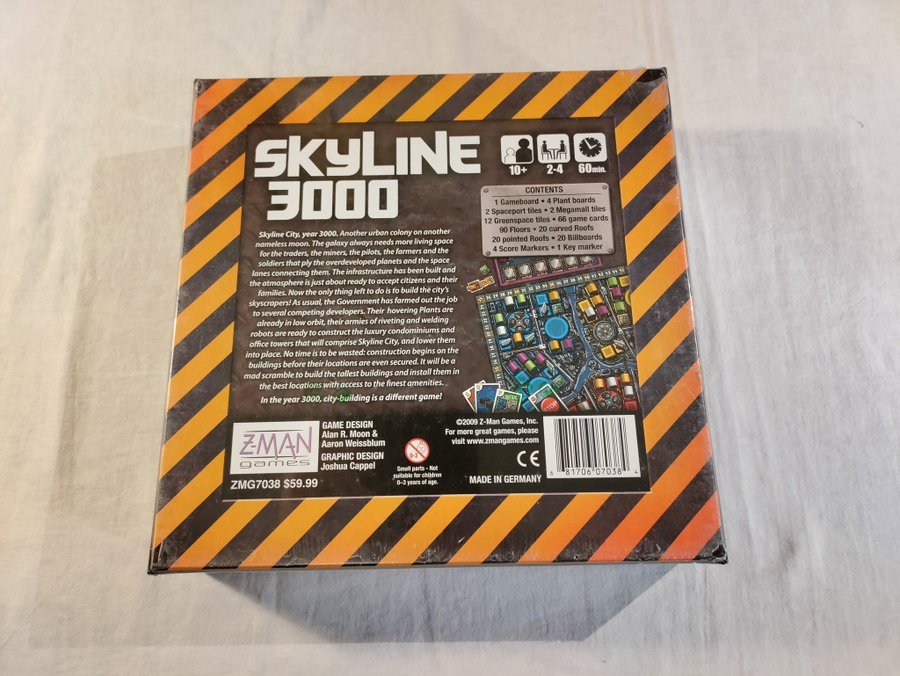 SKYLINE
3000
10+
2-4
60min.
CONTENTS
1 Gameboard • 4 Plant boards
2 Spaceport tiles • 2 Megamall tiles
12 Greenspace tiles • 66 game cards
90 Floors • 20 curved Roofs
20 pointed Roofs • 20 Billboards
4 Score Markers • 1 Key marker
Skyline City, year 3000. Another urban colony on another
nameless moon. The galaxy always needs more living space
for the traders, the miners, the pilots, the farmers and the
soldiers that ply the overdeveloped planets and the space
lanes connecting them. The infrastructure has been built and
the atmosphere is just about ready to accept citizens and their
families. Now the only thing left to do is to build the city's
skyscrapers! As usual, the Government has farmed out the job
to several competing developers. Their hovering Plants are
already in low orbit, their armies of riveting and welding
robots are ready to construct the luxury condominiums and
office towers that will comprise Skyline City, and lower them
into place. No time is to be wasted: construction begins on the
buildings before their locations are even secured. It will be a
mad scramble to build the tallest buildings and install them in
the best locations with access to the finest amenities.
In the year 3000, city-building is a different game!
Z-MAN
games
GAME DESIGN
Alan R. Moon &
Aaron Weissblum
GRAPHIC DESIGN
Joshua Cappel
ZMG7038 $59.99
0-3
Small parts - Not
suitable for children
0-3 years of age.
©2009 Z-Man Games, Inc.
For more great games, please
visit www.zmangames.com
CE
MADE IN GERMANY
6 81706 07038 4